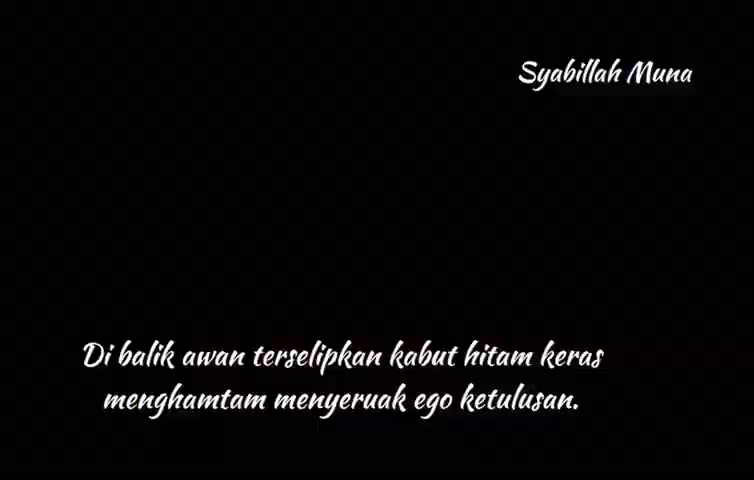 Syabillah Muna
Di balik awan terselipkan kabut hitam keras
menghamtam menyeruak ego ketulusan.